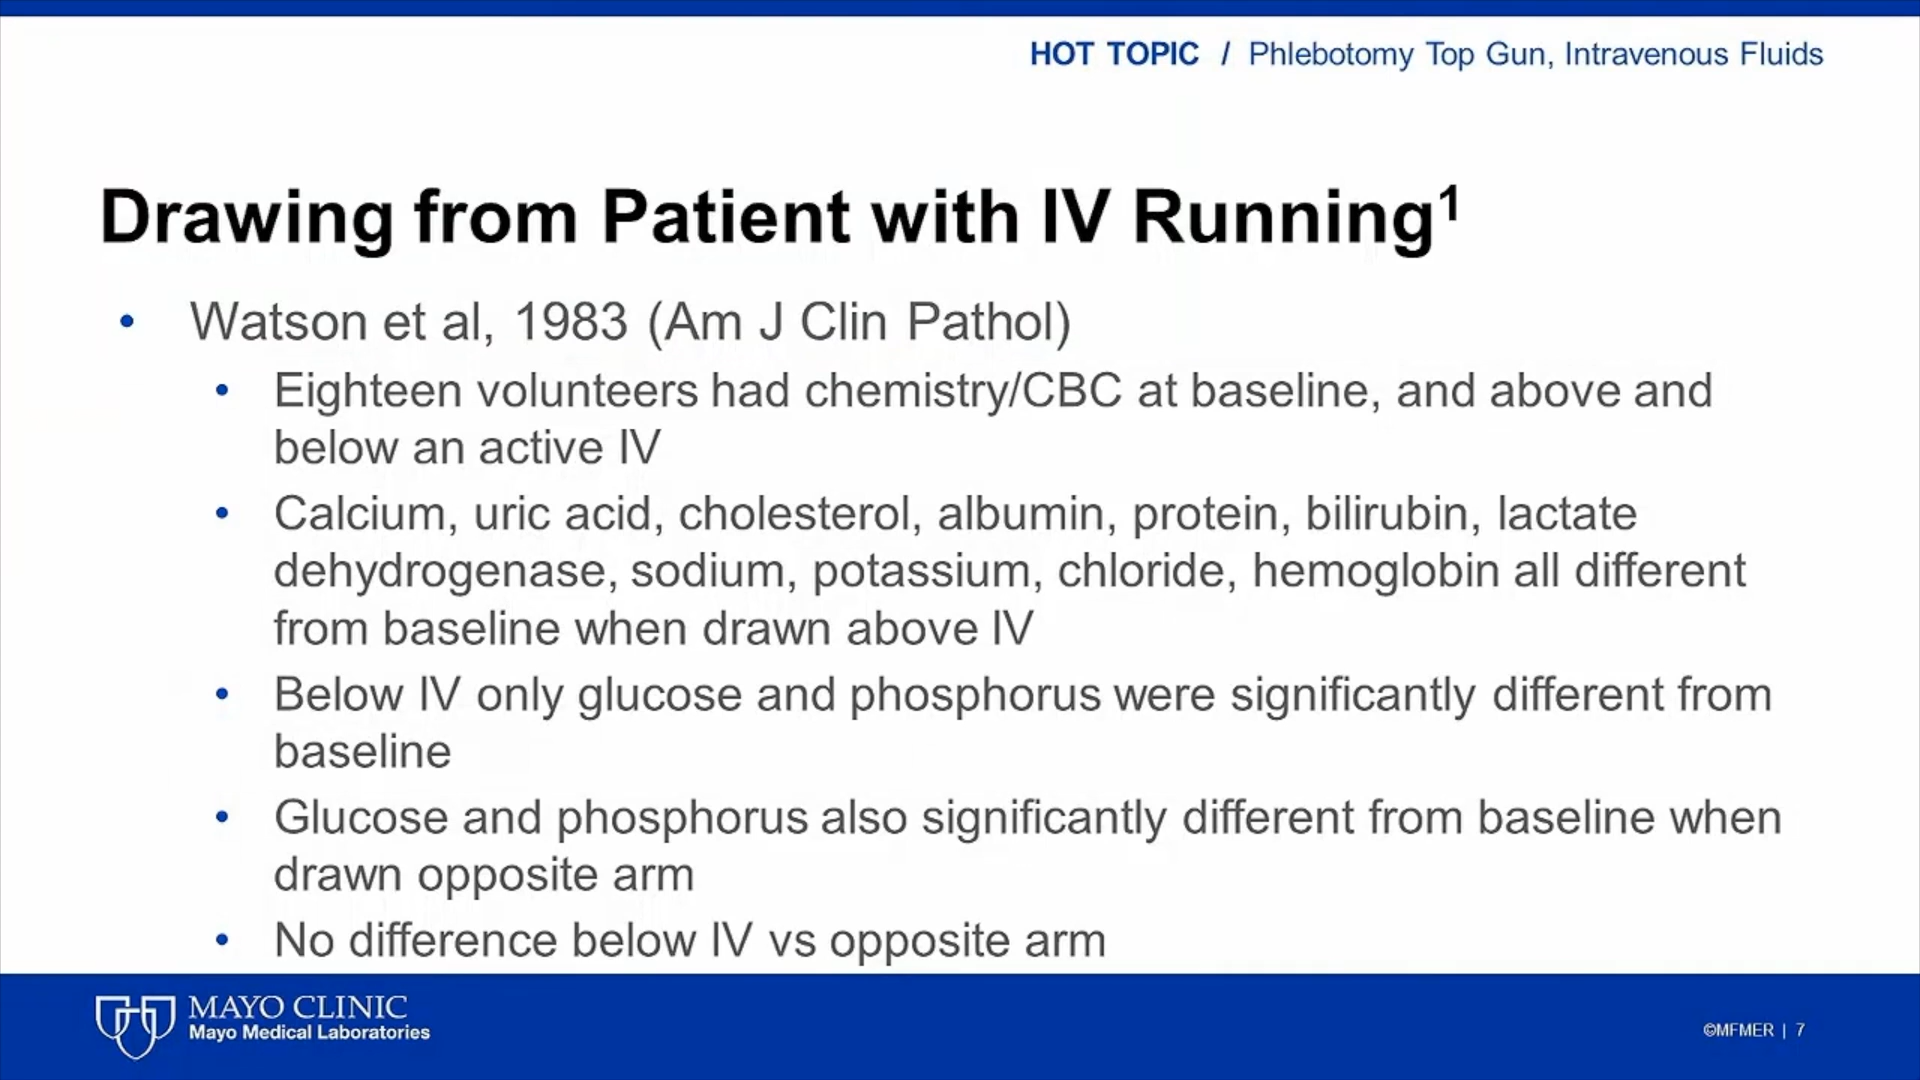 HOT TOPIC / Phlebotomy Top Gun, Intravenous Fluids
Drawing from Patient with IV Running1
• Watson et al, 1983 (Am J Clin Pathol)
• Eighteen volunteers had chemistry/CBC at baseline, and above and
below an active IV
• Calcium, uric acid, cholesterol, albumin, protein, bilirubin, lactate
dehydrogenase, sodium, potassium, chloride, hemoglobin all different
from baseline when drawn above IV
• Below IV only glucose and phosphorus were significantly different from
baseline
• Glucose and phosphorus also significantly different from baseline when
drawn opposite arm
• No difference below IV vs opposite arm
MAYO CLINIC
Mayo Medical Laboratories
©MFMER | 7